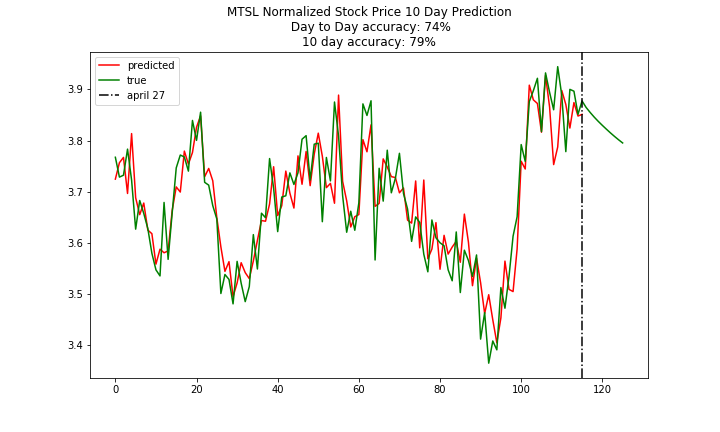 MTSL Normalized Stock Price 10 Day Prediction
Day to Day accuracy: 74%
10 day accuracy: 79%
predicted
true
april 27
3.9
3.8
3.7
3.6
3.5
3.4
0 20 40 60 80 100 120